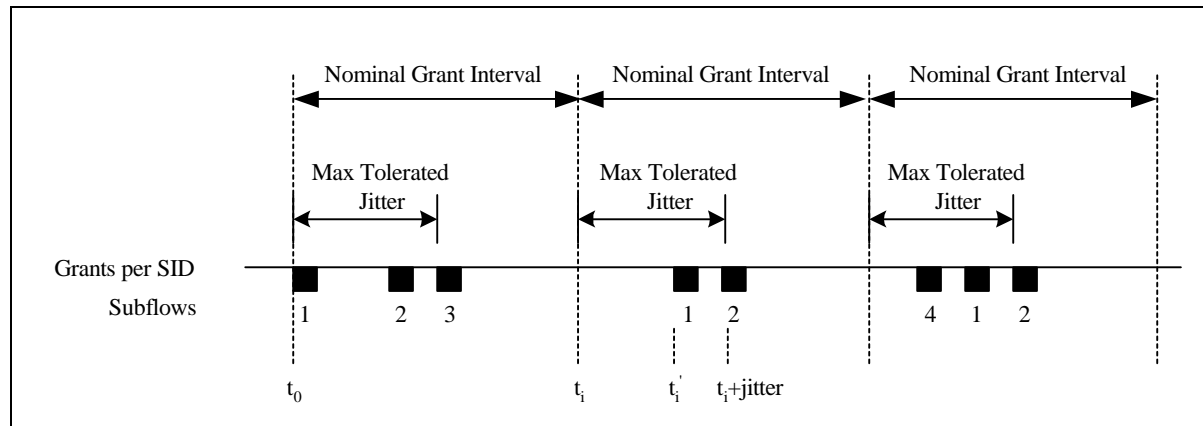 Nominal Grant Interval Nominal Grant Interval Nominal Grant Interval
Max Tolerated Jitter
Max Tolerated Jitter
Max Tolerated Jitter
Grants per SID
Subflows
1 2 3 1 2 4 1 2
t₀ tᵢ tᵢ' tᵢ+jitter